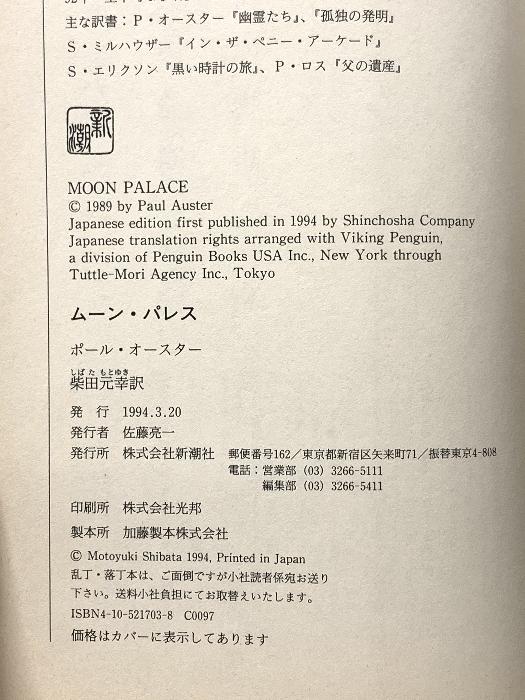 主な訳書：Ｐ・オースター『幽霊たち』、『孤独の発明』
Ｓ・ミルハウザー『イン・ザ・ペニー・アーケード』
Ｓ・エリクソン『黒い時計の旅』、Ｐ・ロス『父の遺産』
新潮
MOON PALACE
© 1989 by Paul Auster
Japanese edition first published in 1994 by Shinchosha Company
Japanese translation rights arranged with Viking Penguin,
a division of Penguin Books USA Inc., New York through
Tuttle-Mori Agency Inc., Tokyo
ムーン・パレス
ポール・オースター
しばた もとゆき
柴田元幸訳
発 行 1994.3.20
発行者 佐藤亮一
発行所 株式会社新潮社 郵便番号162／東京都新宿区矢来町71／振替東京4-808
電話：営業部 (03) 3266-5111
編集部 (03) 3266-5411
印刷所 株式会社光邦
製本所 加藤製本株式会社
© Motoyuki Shibata 1994, Printed in Japan
乱丁・落丁本は、ご面倒ですが小社読者係宛お送り
下さい。送料小社負担にてお取替えいたします。
ISBN4-10-521703-8 C0097
価格はカバーに表示してあります